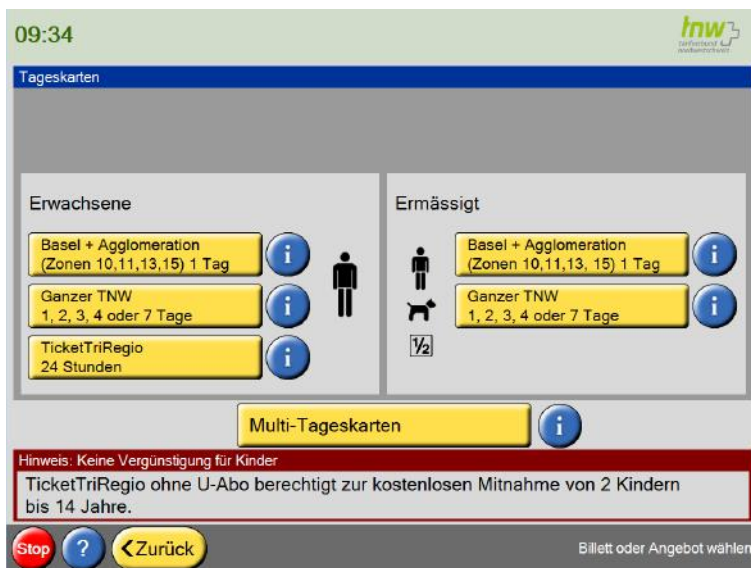 09:34
tnw
tarifverbund
nordwestschweiz
Tageskarten
Erwachsene
Basel + Agglomeration
(Zonen 10,11,13,15) 1 Tag
i
Ganzer TNW
1, 2, 3, 4 oder 7 Tage
i
TicketTriRegio
24 Stunden
i
Ermässigt
Basel + Agglomeration
(Zonen 10,11,13, 15) 1 Tag
i
Ganzer TNW
1, 2, 3, 4 oder 7 Tage
i
1/2
Multi-Tageskarten
i
Hinweis: Keine Vergünstigung für Kinder
TicketTriRegio ohne U-Abo berechtigt zur kostenlosen Mitnahme von 2 Kindern
bis 14 Jahre.
Stop
?
<Zurück
Billett oder Angebot wählen